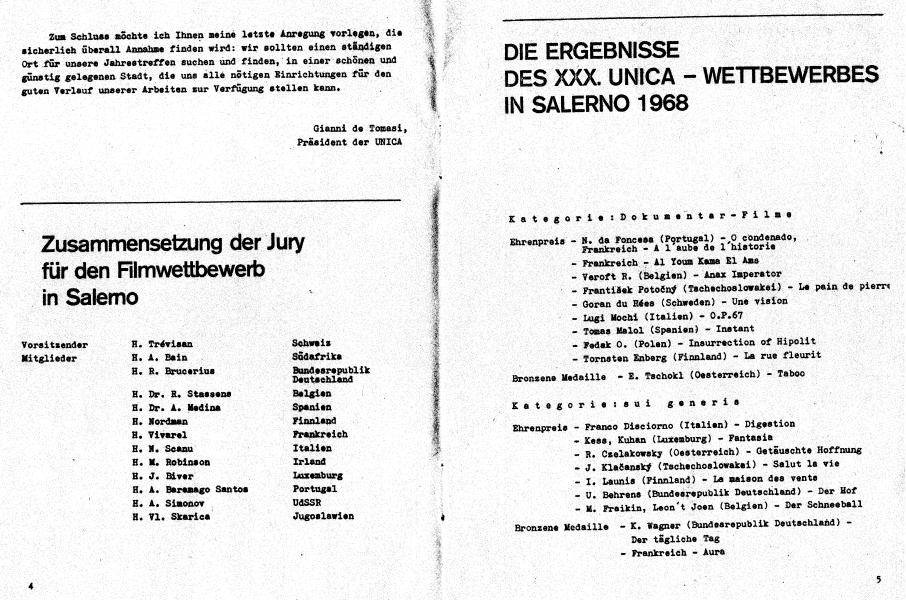 Zum Schluss möchte ich Ihnen meine letzte Anregung vorlegen, die
sicherlich überall Annahme finden wird: wir sollten einen ständigen
Ort für unsere Jahrestreffen suchen und finden, in einer schönen und
günstig gelegenen Stadt, die uns alle nötigen Einrichtungen für den
guten Verlauf unserer Arbeiten zur Verfügung stellen kann.
Gianni de Tomasi,
Präsident der UNICA
Zusammensetzung der Jury
für den Filmwettbewerb
in Salerno
Vorsitzender H. Trévisan Schweiz
Mitglieder H. A. Bain Südafrika
H. R. Brucerius Bundesrepublik
Deutschland
H. Dr. R. Stassens Belgien
H. Dr. A. Medina Spanien
H. Nordman Finnland
H. Vivarel Frankreich
H. N. Scanu Italien
H. M. Robinson Irland
H. J. Biver Luxemburg
H. A. Baremago Santos Portugal
H. A. Simonov UdSSR
H. Vl. Skarica Jugoslawien
4
DIE ERGEBNISSE
DES XXX. UNICA – WETTBEWERBES
IN SALERNO 1968
Kategorie: Dokumentar-Filme
Ehrenpreis – N. da Foncesa (Portugal) – O condenado,
Frankreich – A l'aube de l'historie
– Frankreich – Al Youm Kama El Ams
– Veroft R. (Belgien) – Anax Imperator
– František Potočný (Tschechoslowakei) – Le pain de pierre
– Goran du Rées (Schweden) – Une vision
– Lugi Mochi (Italien) – O.P.67
– Tomas Malol (Spanien) – Instant
– Fedak O. (Polen) – Insurrection of Hipolit
– Tornsten Enberg (Finnland) – La rue fleurit
Bronzene Medaille – E. Tschokl (Oesterreich) – Taboo
Kategorie: sui generis
Ehrenpreis – Franco Disciorno (Italien) – Digestion
– Kess, Kuhan (Luxemburg) – Fantasia
– R. Czelakowsky (Oesterreich) – Getäuschte Hoffnung
– J. Klačanský (Tschechoslowakei) – Salut la vie
– I. Launis (Finnland) – La maison des vents
– U. Behrens (Bundesrepublik Deutschland) – Der Hof
– M. Fraikin, Leon't Joen (Belgien) – Der Schneeball
Bronzene Medaille – K. Wagner (Bundesrepublik Deutschland) –
Der tägliche Tag
– Frankreich – Aura
5